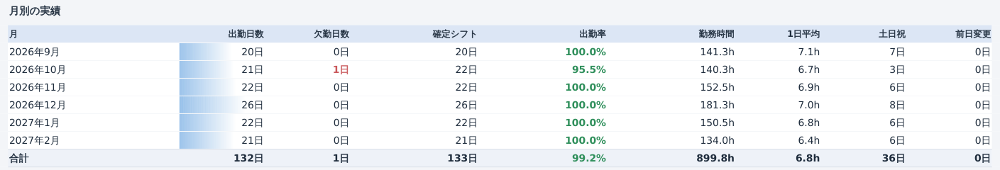 月別の実績
月 出勤日数 欠勤日数 確定シフト 出勤率 勤務時間 1日平均 土日祝 前日変更
2026年9月 20日 0日 20日 100.0% 141.3h 7.1h 7日 0日
2026年10月 21日 1日 22日 95.5% 140.3h 6.7h 3日 0日
2026年11月 22日 0日 22日 100.0% 152.5h 6.9h 6日 0日
2026年12月 26日 0日 26日 100.0% 181.3h 7.0h 8日 0日
2027年1月 22日 0日 22日 100.0% 150.5h 6.8h 6日 0日
2027年2月 21日 0日 21日 100.0% 134.0h 6.4h 6日 0日
合計 132日 1日 133日 99.2% 899.8h 6.8h 36日 0日